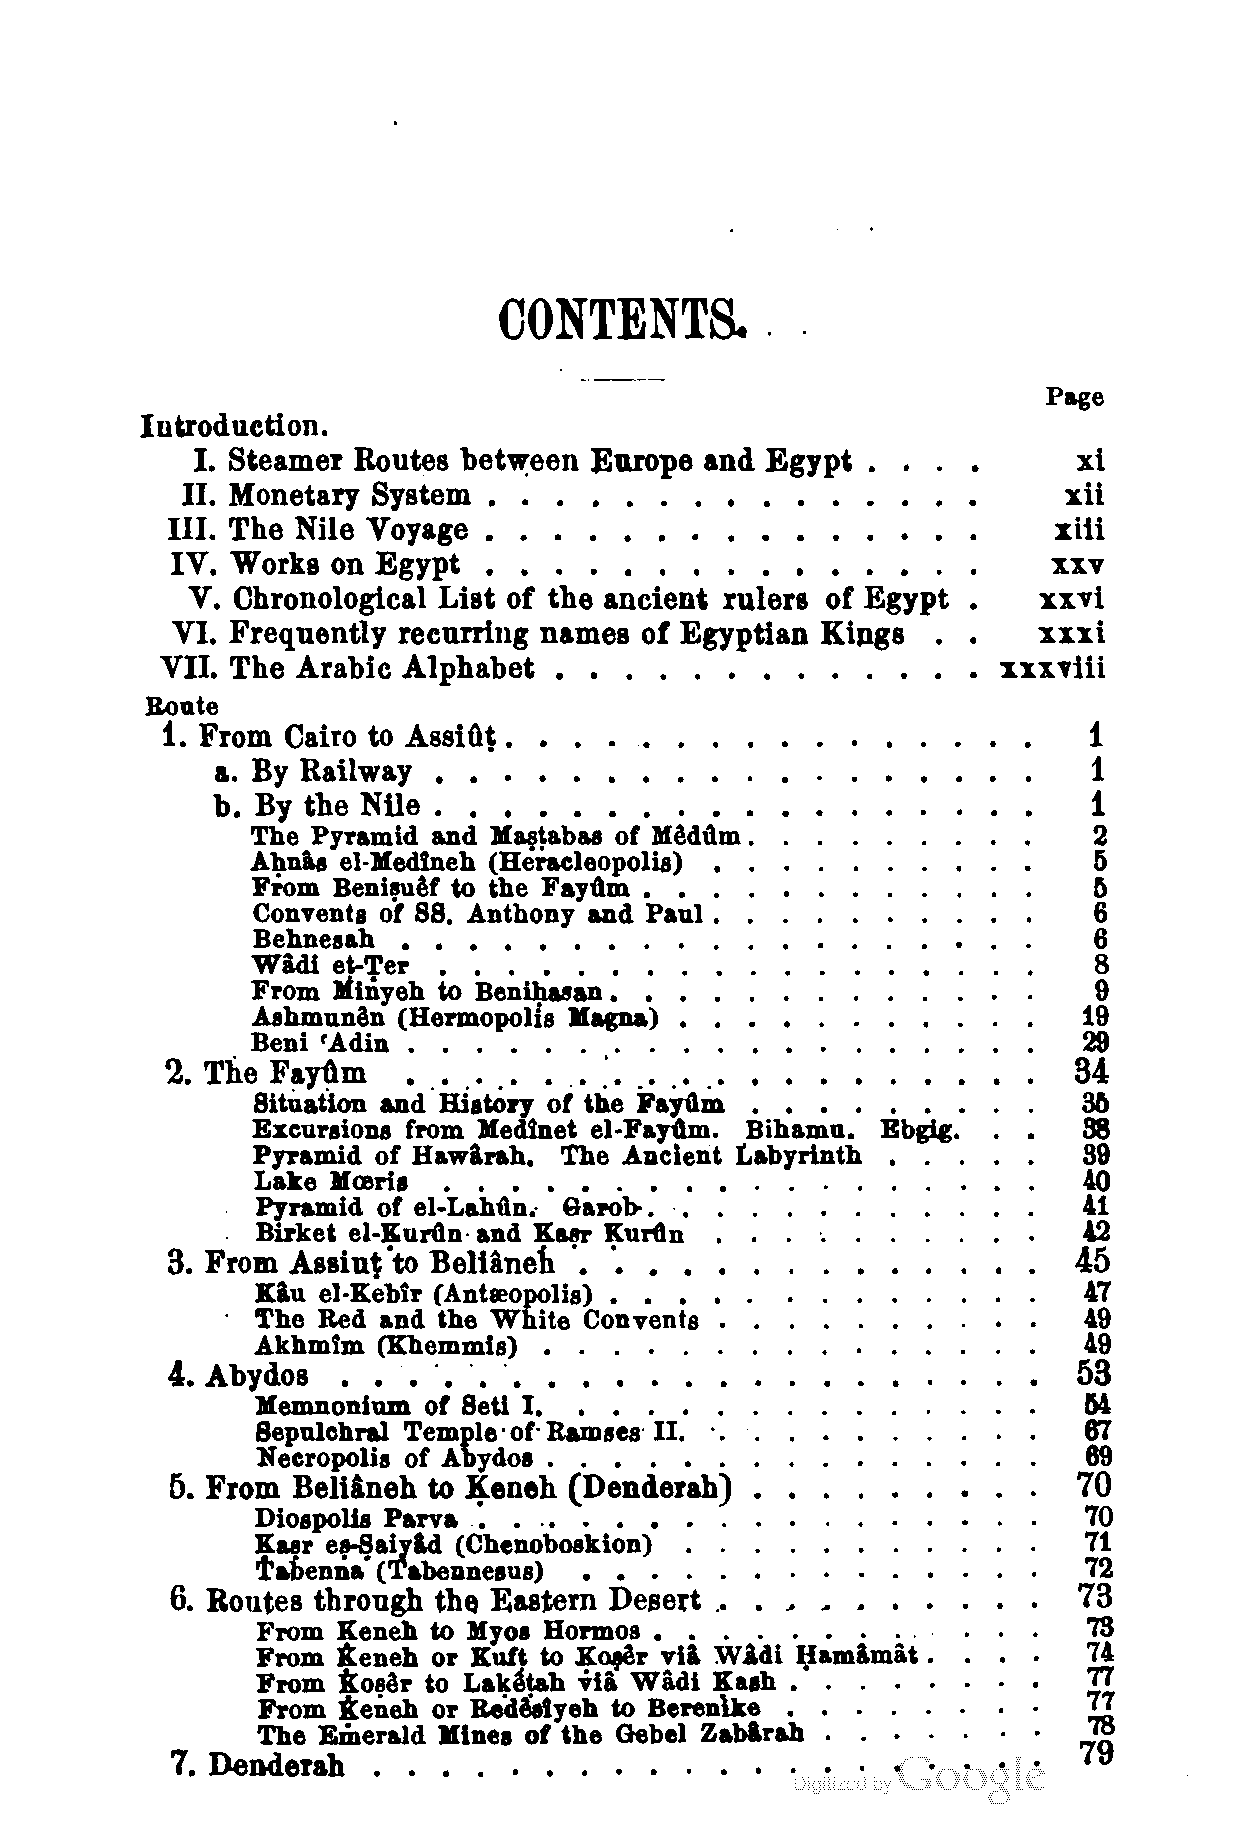 CONTENTS.
Page
Introduction.
I. Steamer Routes between Europe and Egypt . . . . xi
II. Monetary System . . . . . . . . . . . . . . . xii
III. The Nile Voyage . . . . . . . . . . . . . . . xiii
IV. Works on Egypt . . . . . . . . . . . . . . . xxv
V. Chronological List of the ancient rulers of Egypt . xxvi
VI. Frequently recurring names of Egyptian Kings . . xxxi
VII. The Arabic Alphabet . . . . . . . . . . . . . xxxviii
Route
1. From Cairo to Assiûṭ . . . . . . . . . . . . . . . . 1
a. By Railway . . . . . . . . . . . . . . . . . . 1
b. By the Nile . . . . . . . . . . . . . . . . . . 1
The Pyramid and Maṣṭabas of Mêdûm . . . . . . . . . 2
Aḥnâs el-Medîneh (Heracleopolis) . . . . . . . . . . 5
From Benisuêf to the Fayûm . . . . . . . . . . . . 5
Convents of SS. Anthony and Paul . . . . . . . . . . 6
Behnesah . . . . . . . . . . . . . . . . . . . 6
Wâdi eṭ-Ṭer . . . . . . . . . . . . . . . . . . 8
From Minyeh to Beniḥasan . . . . . . . . . . . . . 9
Ashmunên (Hermopolis Magna) . . . . . . . . . . . 19
Beni ʿAdin . . . . . . . . . . . . . . . . . . . 29
2. The Fayûm . . . . . . . . . . . . . . . . . . . 34
Situation and History of the Fayûm . . . . . . . . . 35
Excursions from Medînet el-Fayûm. Bihamu. Ebgig. . . . 38
Pyramid of Hawârah. The Ancient Labyrinth . . . . . 39
Lake Mœris . . . . . . . . . . . . . . . . . . 40
Pyramid of el-Lahûn. Garob . . . . . . . . . . . . 41
Birket el-Ḳurûn and Ḳaṣr Ḳurûn . . . . . . . . . . 42
3. From Assiuṭ to Beliâneh . . . . . . . . . . . . . . 45
Ḳâu el-Kebîr (Antæopolis) . . . . . . . . . . . . . 47
The Red and the White Convents . . . . . . . . . . 49
Akhmîm (Khemmis) . . . . . . . . . . . . . . . 49
4. Abydos . . . . . . . . . . . . . . . . . . . . . 53
Memnonium of Seti I. . . . . . . . . . . . . . . 54
Sepulchral Temple of Ramses II. . . . . . . . . . . 67
Necropolis of Abydos . . . . . . . . . . . . . . . 69
5. From Beliâneh to Ḳeneh (Denderah) . . . . . . . . . 70
Diospolis Parva . . . . . . . . . . . . . . . . . 70
Ḳaṣr eṣ-Ṣaiyâd (Chenoboskion) . . . . . . . . . . . 71
Tabenna (Tabennesus) . . . . . . . . . . . . . . 72
6. Routes through the Eastern Desert . . . . . . . . . . 73
From Ḳeneh to Myos Hormos . . . . . . . . . . . . 73
From Ḳeneh or Ḳufṭ to Ḳoṣêr viâ Wâdi Ḥamâmât . . . . 74
From Ḳoṣêr to Laḳêṭah viâ Wâdi Ḳash . . . . . . . . 77
From Ḳeneh or Redêsîyeh to Berenike . . . . . . . . 77
The Emerald Mines of the Gebel Zabârah . . . . . . . 78
7. Denderah . . . . . . . . . . . . . . . . . . . . 79
Digitized by Google